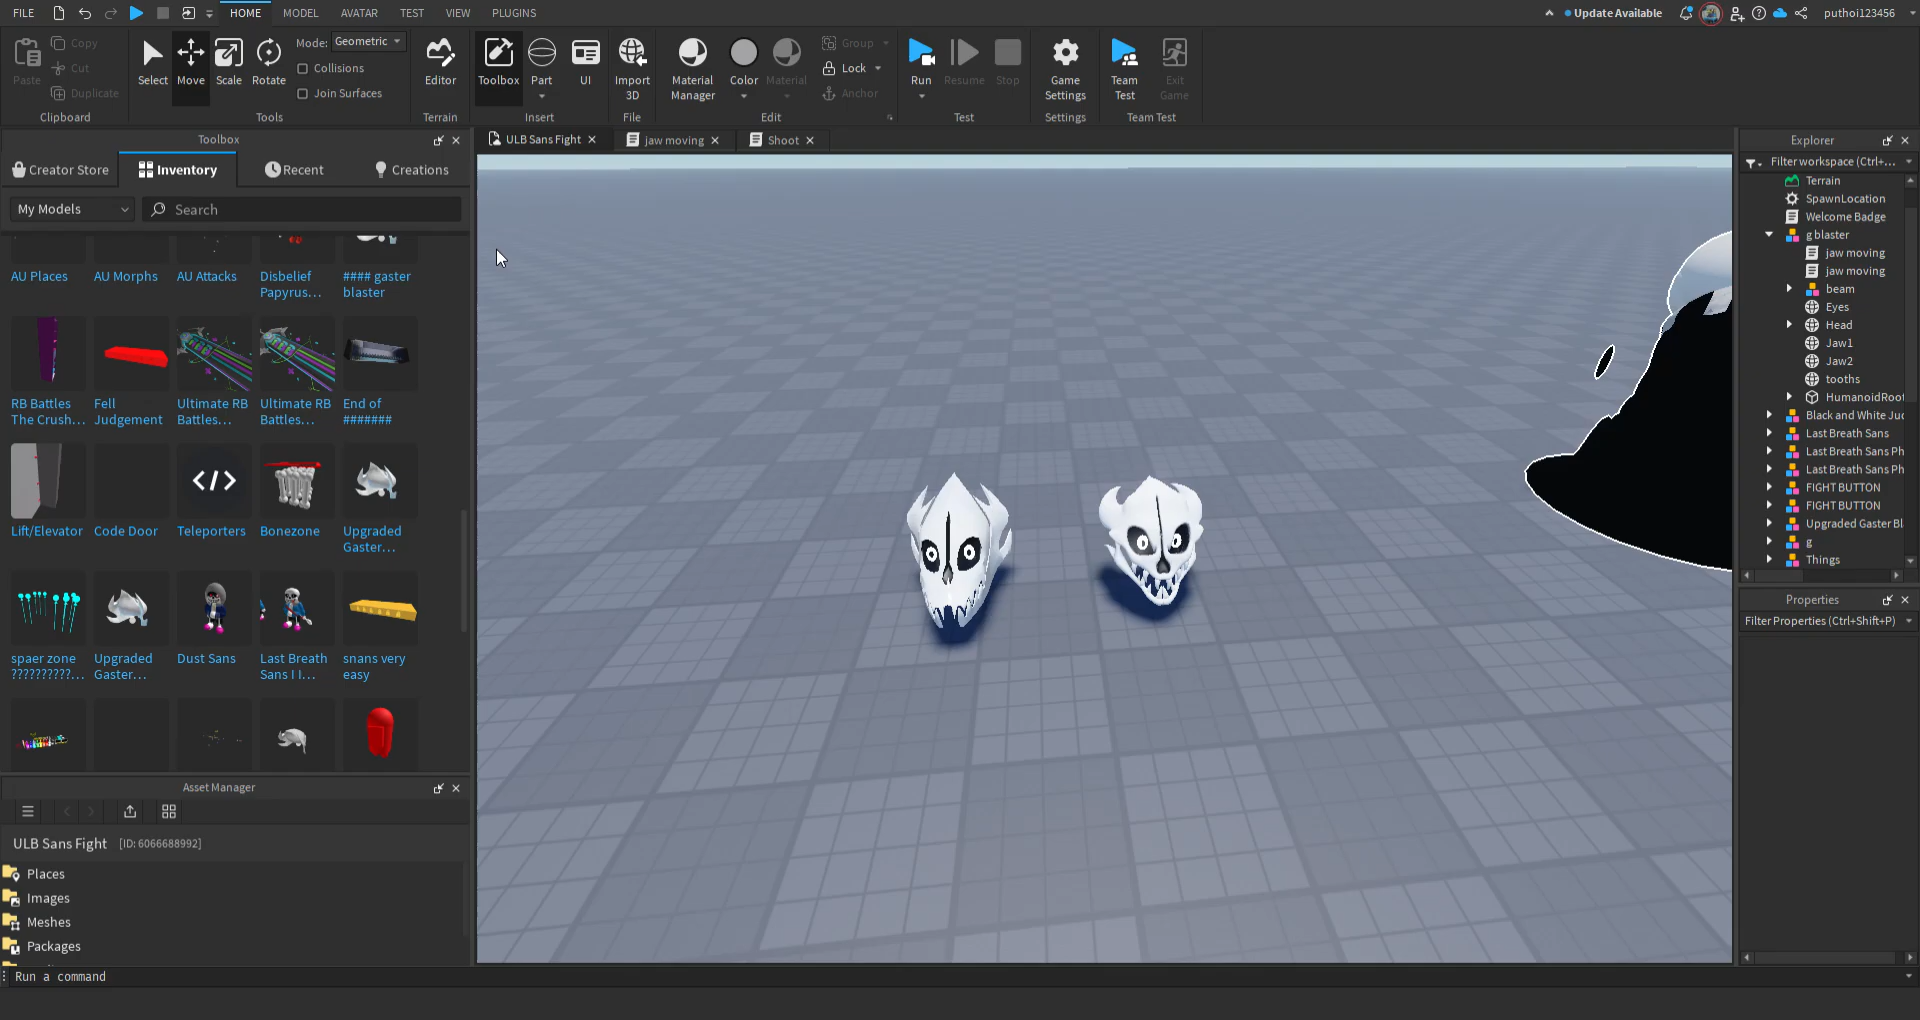 FILE HOME MODEL AVATAR TEST VIEW PLUGINS Update Available puthoi123456
Paste Copy Cut Duplicate Clipboard
Select Move Scale Rotate Mode: Geometric Collisions Join Surfaces Tools
Editor Terrain
Toolbox Part UI Insert
Import 3D File
Material Manager Color Material Group Lock Anchor Edit
Run Resume Stop Test
Game Settings Settings
Team Test Exit Game Team Test
Toolbox
Creator Store Inventory Recent Creations
My Models Search
AU Places AU Morphs AU Attacks Disbelief #### gaster
Papyrus... blaster
RB Battles Fell Ultimate RB Ultimate RB End of
The Crush... Judgement Battles... Battles... #######
Lift/Elevator Code Door Teleporters Bonezone Upgraded
Gaster...
spaer zone Upgraded Dust Sans Last Breath snans very
??????????... Gaster... Sans I I... easy
Asset Manager
ULB Sans Fight [ID: 6066688992]
Places
Images
Meshes
Packages
Run a command
ULB Sans Fight jaw moving Shoot
Explorer
Filter workspace (Ctrl+...
Terrain
SpawnLocation
Welcome Badge
g blaster
jaw moving
jaw moving
beam
Eyes
Head
Jaw1
Jaw2
tooths
HumanoidRoot
Black and White Juc
Last Breath Sans
Last Breath Sans Ph
Last Breath Sans Ph
FIGHT BUTTON
FIGHT BUTTON
Upgraded Gaster Bl
g
Things
Properties
Filter Properties (Ctrl+Shift+P)